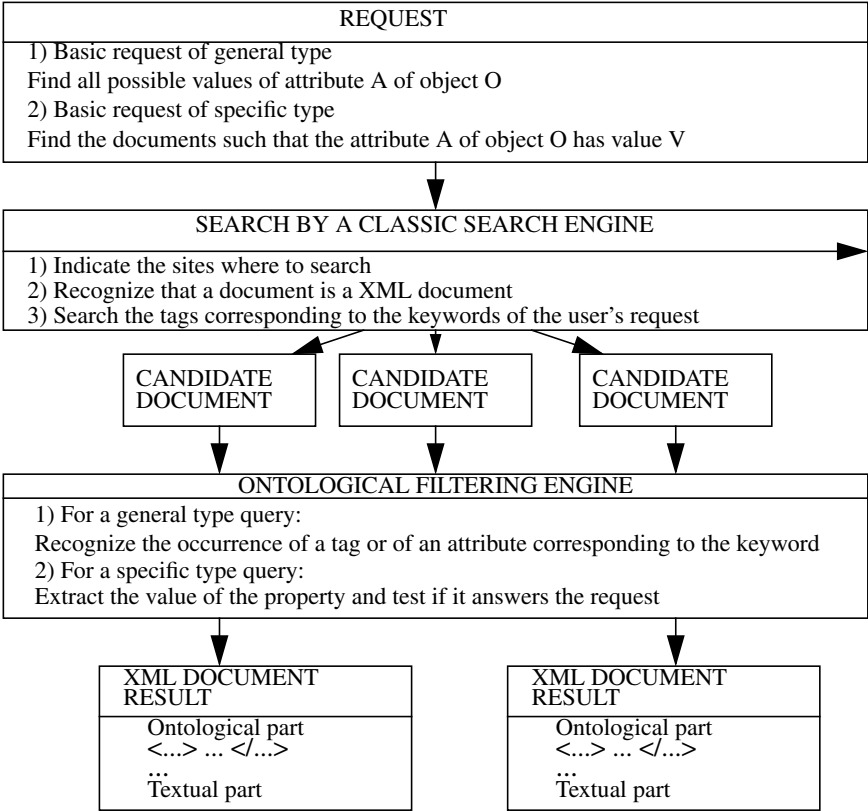 REQUEST
1) Basic request of general type
Find all possible values of attribute A of object O
2) Basic request of specific type
Find the documents such that the attribute A of object O has value V
SEARCH BY A CLASSIC SEARCH ENGINE
1) Indicate the sites where to search
2) Recognize that a document is a XML document
3) Search the tags corresponding to the keywords of the user's request
CANDIDATE
DOCUMENT
CANDIDATE
DOCUMENT
CANDIDATE
DOCUMENT
ONTOLOGICAL FILTERING ENGINE
1) For a general type query:
Recognize the occurrence of a tag or of an attribute corresponding to the keyword
2) For a specific type query:
Extract the value of the property and test if it answers the request
XML DOCUMENT
RESULT
Ontological part
<...> ... </...>
...
Textual part
XML DOCUMENT
RESULT
Ontological part
<...> ... </...>
...
Textual part